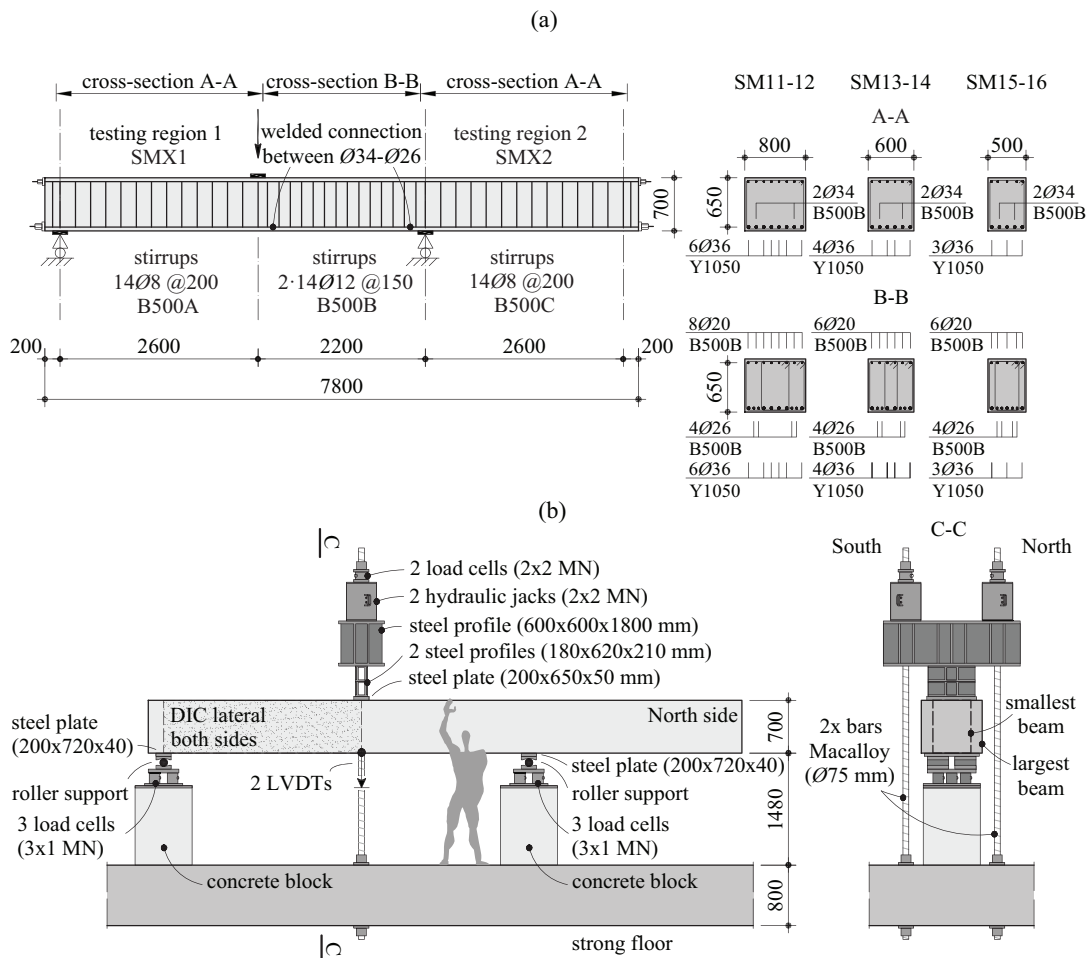 (a)
cross-section A-A
cross-section B-B
cross-section A-A
testing region 1
SMX1
welded connection
between Ø34-Ø26
testing region 2
SMX2
700
stirrups
14Ø8 @200
B500A
stirrups
2·14Ø12 @150
B500B
stirrups
14Ø8 @200
B500C
200
2600
2200
2600
200
7800
SM11-12
SM13-14
SM15-16
A-A
800
600
500
650
2Ø34
B500B
2Ø34
B500B
2Ø34
B500B
6Ø36
Y1050
4Ø36
Y1050
3Ø36
Y1050
B-B
8Ø20
B500B
6Ø20
B500B
6Ø20
B500B
650
4Ø26
B500B
4Ø26
B500B
4Ø26
B500B
6Ø36
Y1050
4Ø36
Y1050
3Ø36
Y1050
(b)
C
2 load cells (2x2 MN)
2 hydraulic jacks (2x2 MN)
steel profile (600x600x1800 mm)
2 steel profiles (180x620x210 mm)
steel plate (200x650x50 mm)
steel plate
(200x720x40)
DIC lateral
both sides
North side
700
roller support
2 LVDTs
steel plate (200x720x40)
roller support
3 load cells
(3x1 MN)
3 load cells
(3x1 MN)
1480
concrete block
concrete block
800
C
strong floor
C-C
South
North
2x bars
Macalloy
(Ø75 mm)
smallest
beam
largest
beam